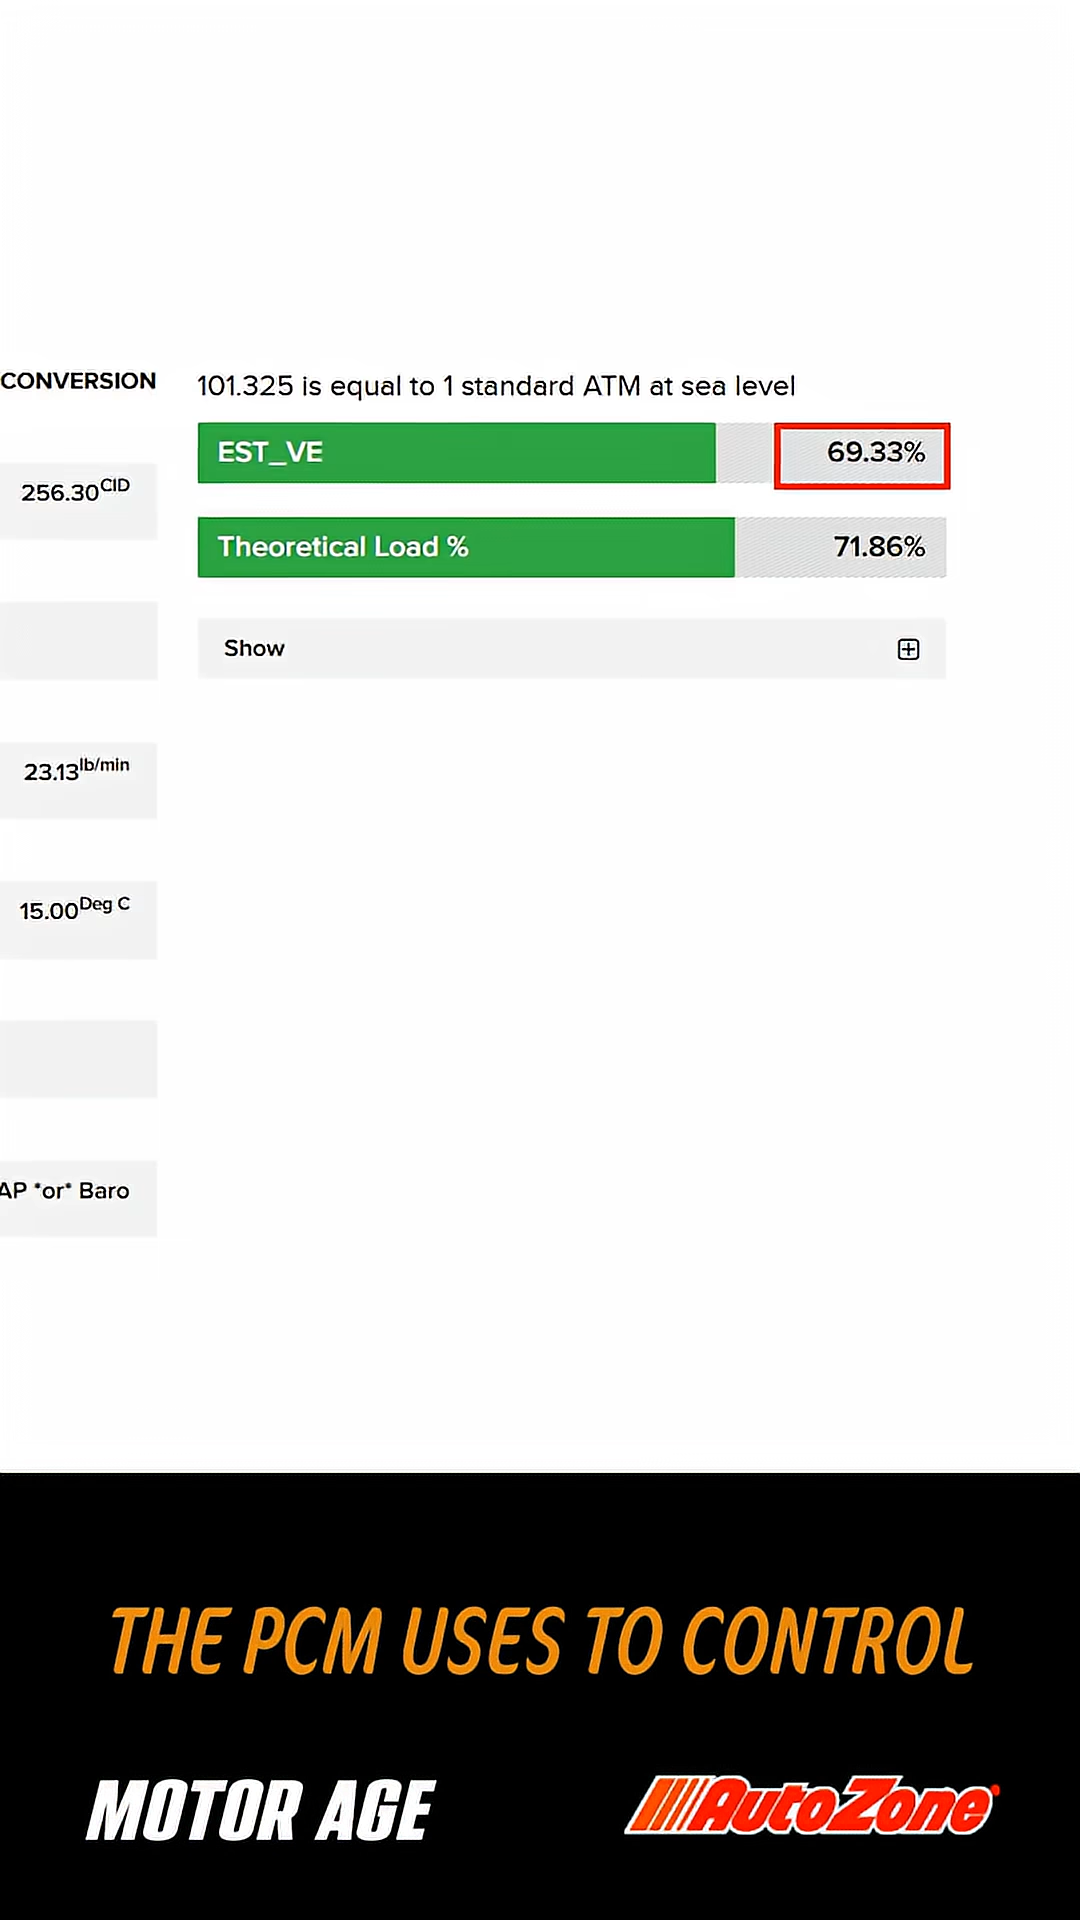 CONVERSION
101.325 is equal to 1 standard ATM at sea level
EST_VE 69.33%
256.30CID
Theoretical Load % 71.86%
Show
23.13lb/min
15.00Deg C
AP *or* Baro
THE PCM USES TO CONTROL
MOTOR AGE
AutoZone